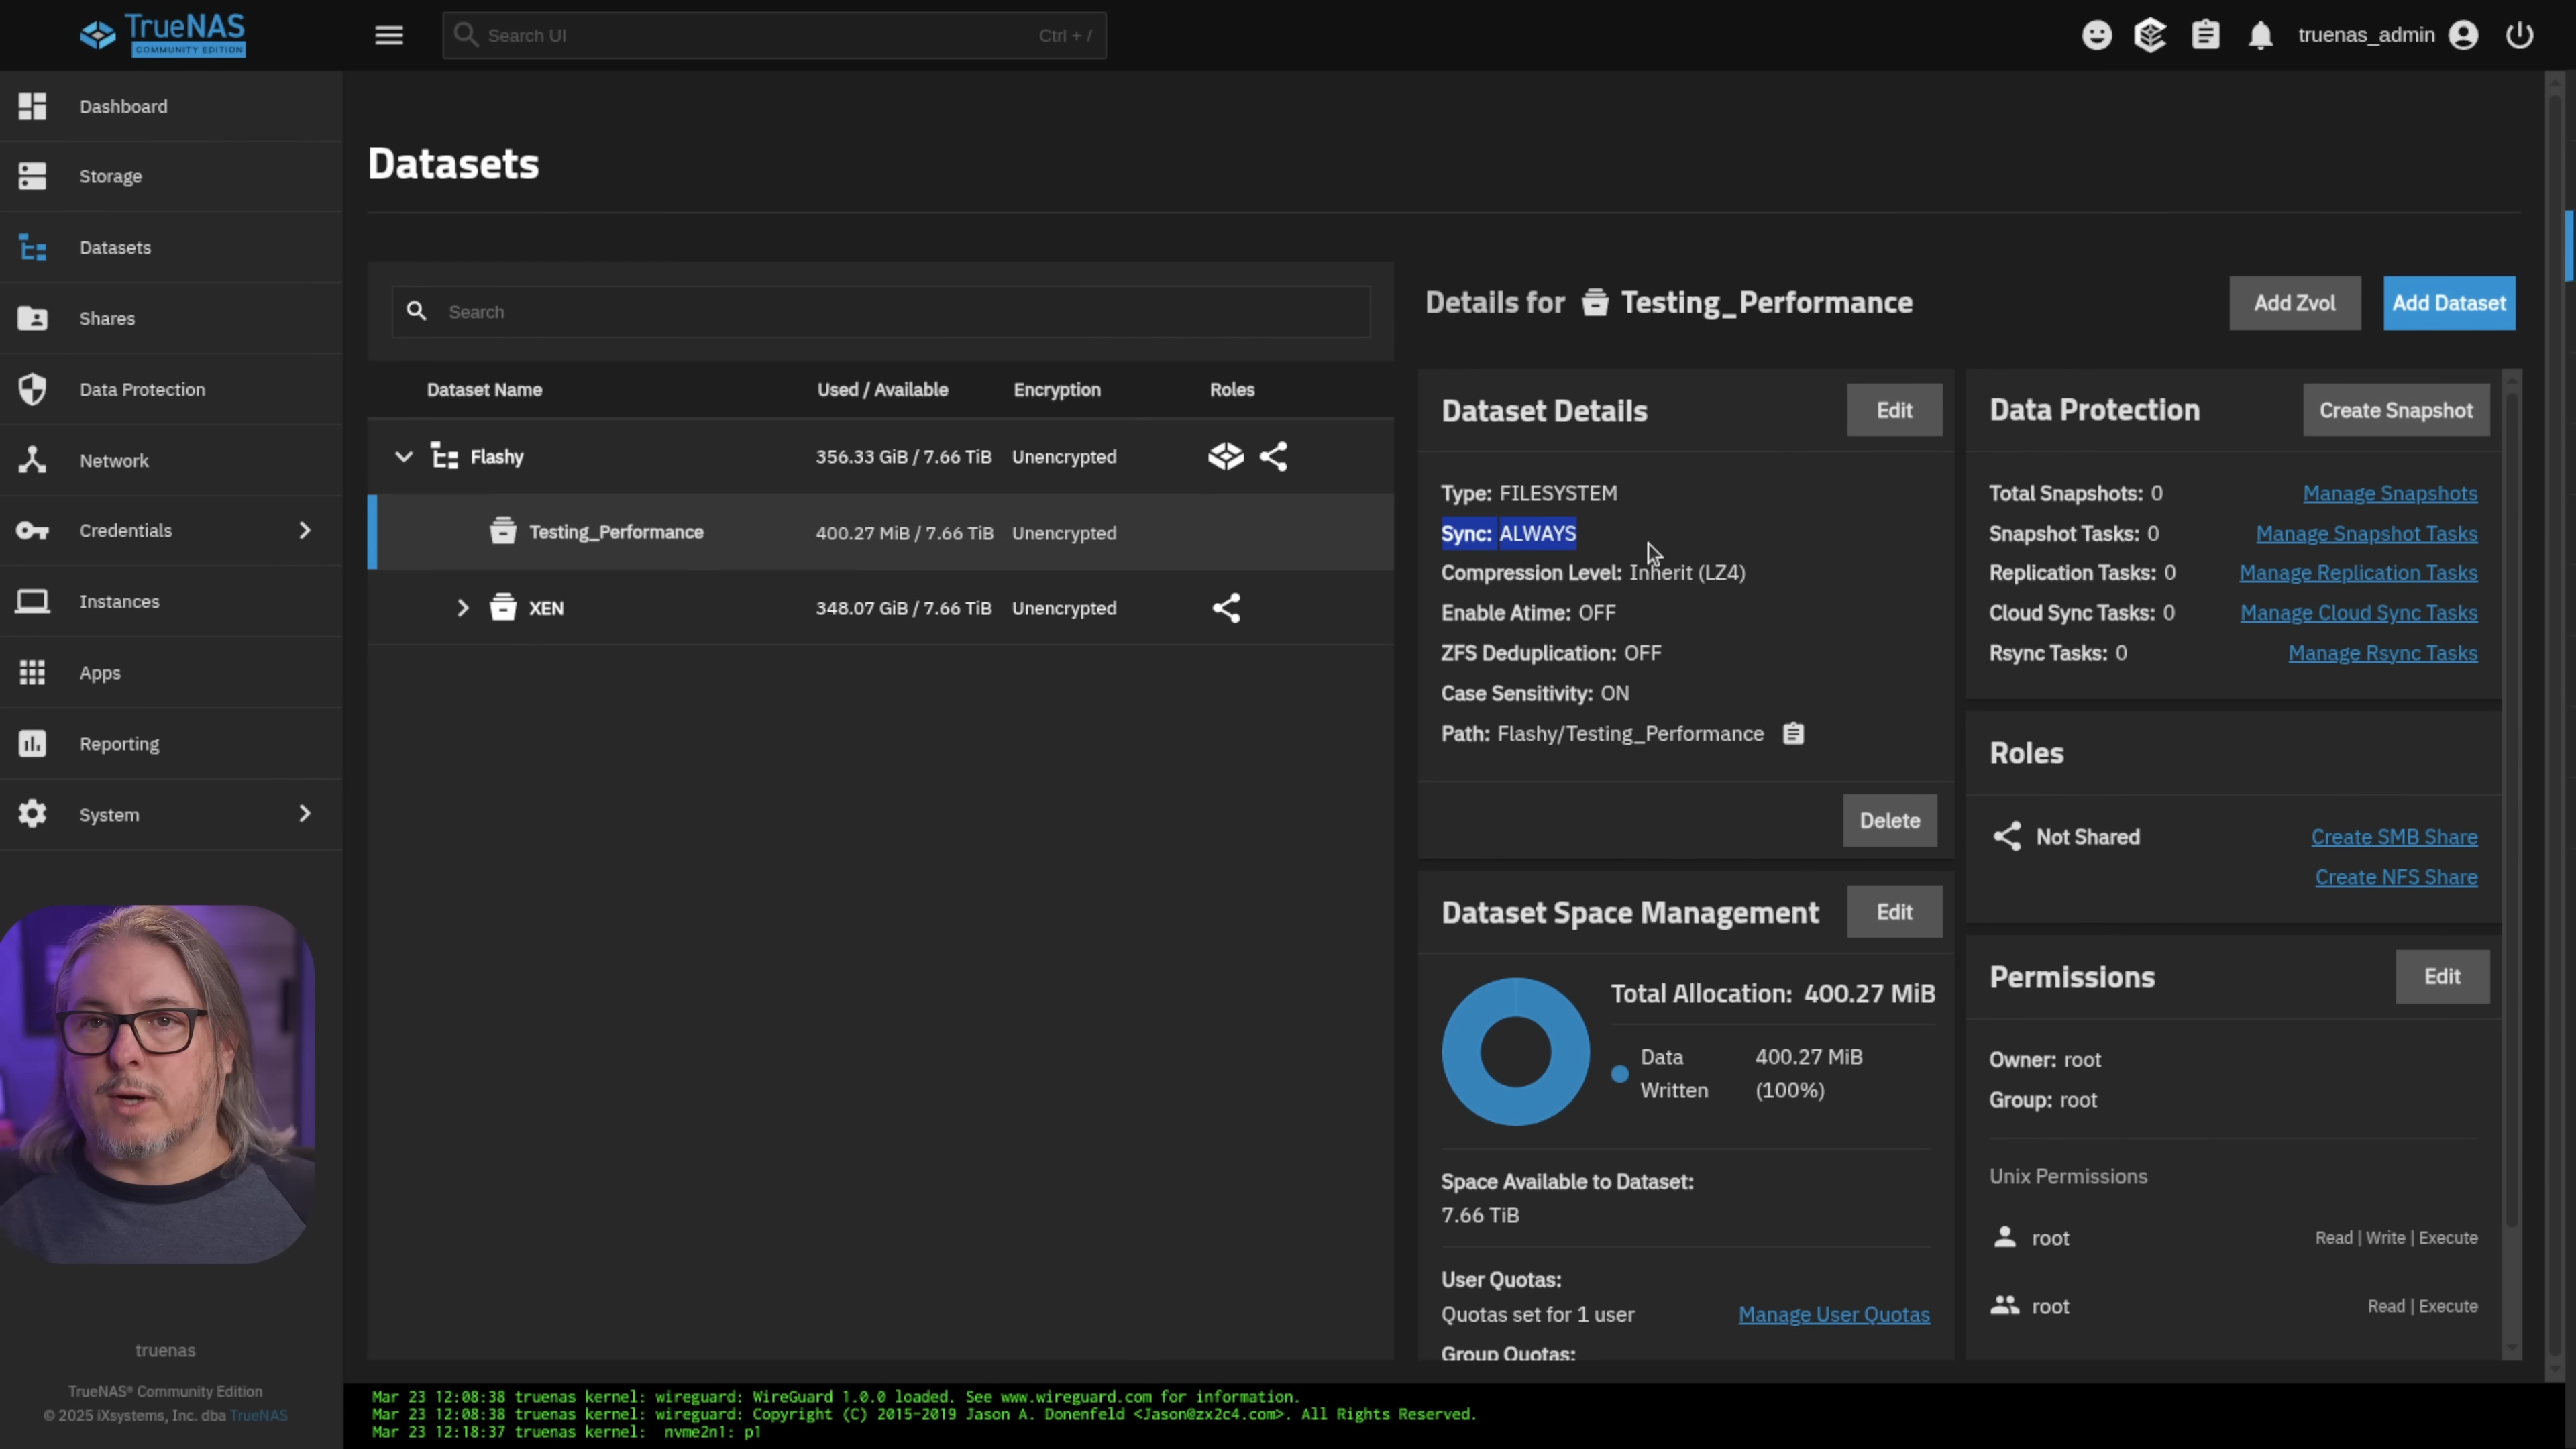 TrueNAS
COMMUNITY EDITION
Search UI
Ctrl + /
truenas_admin
Dashboard
Storage
Datasets
Shares
Data Protection
Network
Credentials
Instances
Apps
Reporting
System
truenas
TrueNAS® Community Edition
© 2025 iXsystems, Inc. dba TrueNAS
Datasets
Search
Dataset Name Used / Available Encryption Roles
Flashy 356.33 GiB / 7.66 TiB Unencrypted
Testing_Performance 400.27 MiB / 7.66 TiB Unencrypted
XEN 348.07 GiB / 7.66 TiB Unencrypted
Details for Testing_Performance
Add Zvol
Add Dataset
Dataset Details
Edit
Type: FILESYSTEM
Sync: ALWAYS
Compression Level: Inherit (LZ4)
Enable Atime: OFF
ZFS Deduplication: OFF
Case Sensitivity: ON
Path: Flashy/Testing_Performance
Delete
Dataset Space Management
Edit
Total Allocation: 400.27 MiB
Data Written
400.27 MiB (100%)
Space Available to Dataset:
7.66 TiB
User Quotas:
Quotas set for 1 user Manage User Quotas
Group Quotas:
Data Protection
Create Snapshot
Total Snapshots: 0 Manage Snapshots
Snapshot Tasks: 0 Manage Snapshot Tasks
Replication Tasks: 0 Manage Replication Tasks
Cloud Sync Tasks: 0 Manage Cloud Sync Tasks
Rsync Tasks: 0 Manage Rsync Tasks
Roles
Not Shared
Create SMB Share
Create NFS Share
Permissions
Edit
Owner: root
Group: root
Unix Permissions
root Read | Write | Execute
root Read | Execute
Mar 23 12:08:38 truenas kernel: wireguard: WireGuard 1.0.0 loaded. See www.wireguard.com for information.
Mar 23 12:08:38 truenas kernel: wireguard: Copyright (C) 2015-2019 Jason A. Donenfeld <Jason@zx2c4.com>. All Rights Reserved.
Mar 23 12:18:37 truenas kernel:  nvme2n1: p1